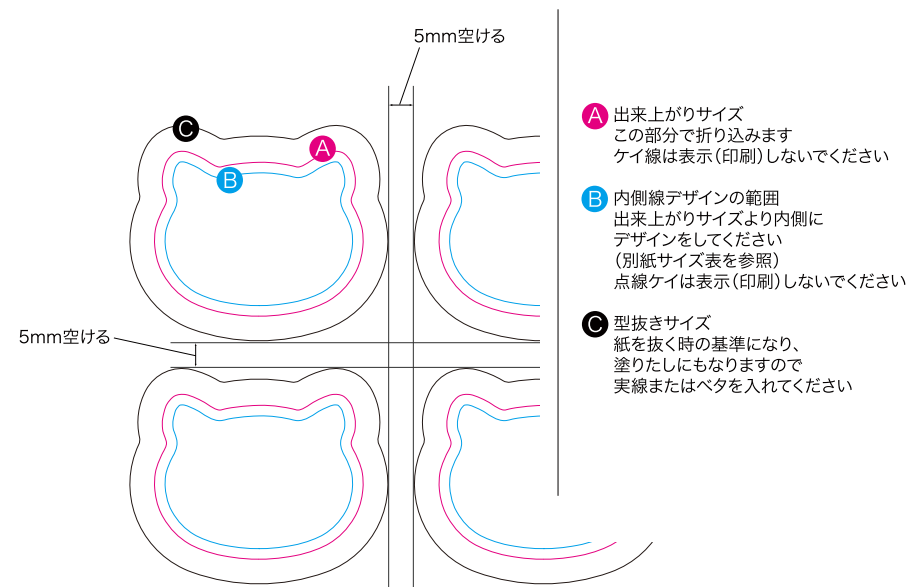 5mm空ける
C
A
B
5mm空ける
A 出来上がりサイズ
この部分で折り込みます
ケイ線は表示(印刷)しないでください
B 内側線デザインの範囲
出来上がりサイズより内側に
デザインをしてください
(別紙サイズ表を参照)
点線ケイは表示(印刷)しないでください
C 型抜きサイズ
紙を抜く時の基準になり、
塗りたしにもなりますので
実線またはベタを入れてください